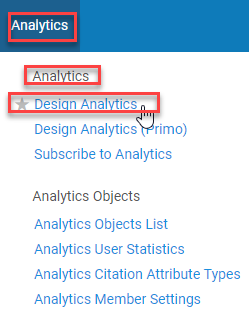 Analytics
Analytics
Design Analytics
Design Analytics (Primo)
Subscribe to Analytics
Analytics Objects
Analytics Objects List
Analytics User Statistics
Analytics Citation Attribute Types
Analytics Member Settings